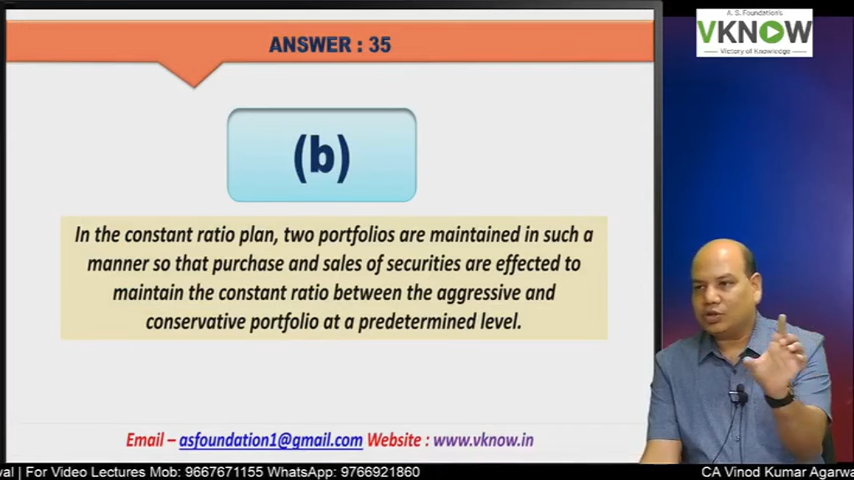 A. S. Foundation's
VKNOW
Victory of Knowledge
ANSWER : 35
(b)
In the constant ratio plan, two portfolios are maintained in such a
manner so that purchase and sales of securities are effected to
maintain the constant ratio between the aggressive and
conservative portfolio at a predetermined level.
Email – asfoundation1@gmail.com Website : www.vknow.in
val | For Video Lectures Mob: 9667671155 WhatsApp: 9766921860
CA Vinod Kumar Agarwa